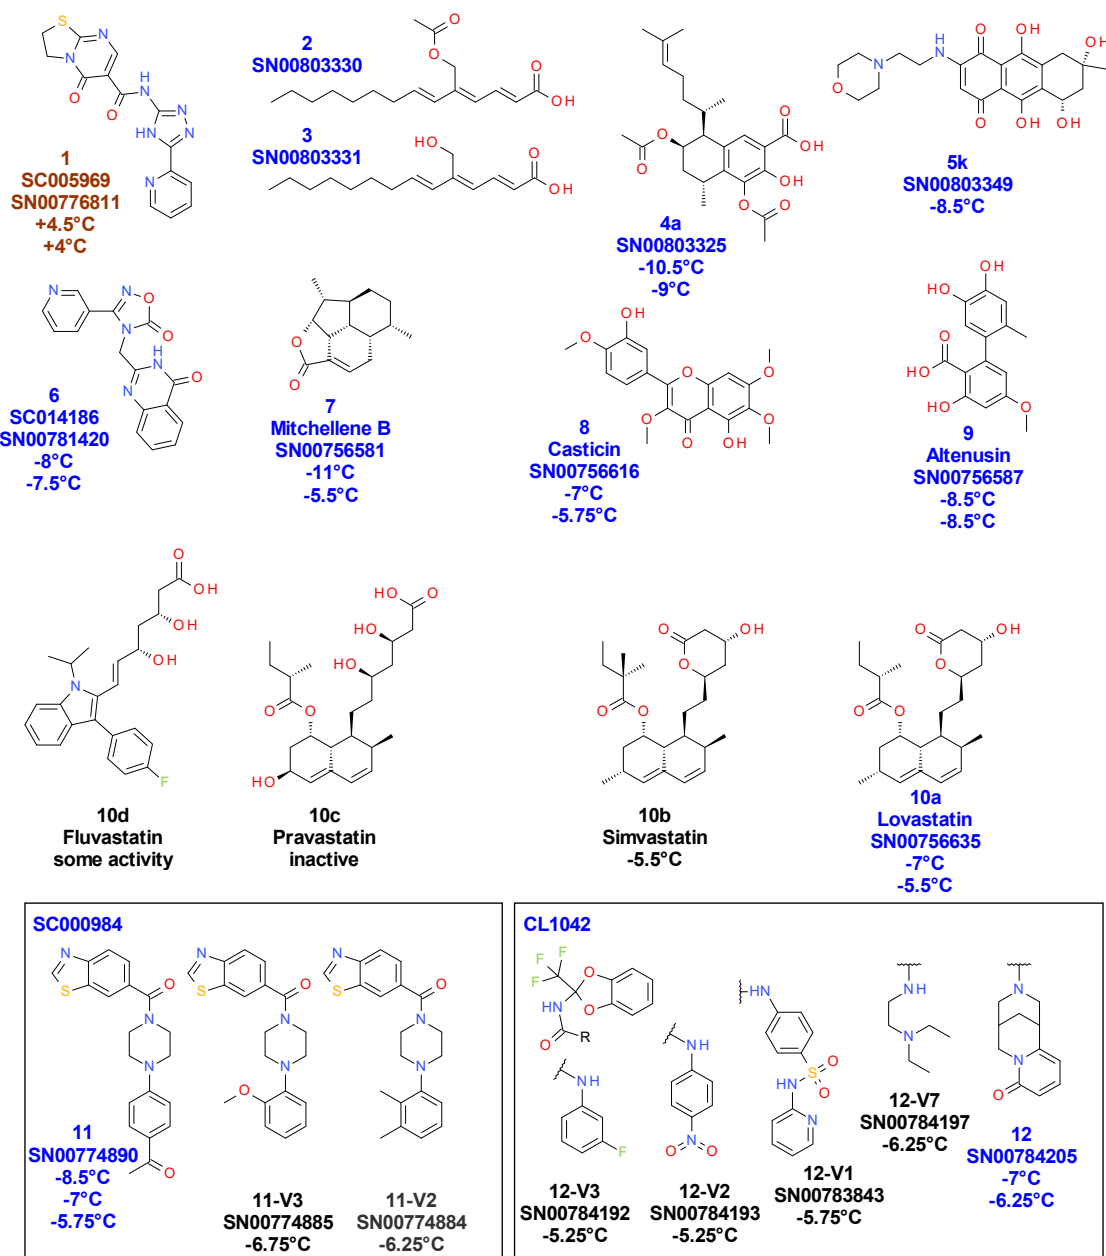 1
SC005969
SN00776811
+4.5°C
+4°C
2
SN00803330
3
SN00803331
4a
SN00803325
-10.5°C
-9°C
5k
SN00803349
-8.5°C
6
SC014186
SN00781420
-8°C
-7.5°C
7
Mitchellene B
SN00756581
-11°C
-5.5°C
8
Casticin
SN00756616
-7°C
-5.75°C
9
Altenusin
SN00756587
-8.5°C
-8.5°C
10d
Fluvastatin
some activity
10c
Pravastatin
inactive
10b
Simvastatin
-5.5°C
10a
Lovastatin
SN00756635
-7°C
-5.5°C
SC000984
11
SN00774890
-8.5°C
-7°C
-5.75°C
11-V3
SN00774885
-6.75°C
11-V2
SN00774884
-6.25°C
CL1042
12-V3
SN00784192
-5.25°C
12-V2
SN00784193
-5.25°C
12-V1
SN00783843
-5.75°C
12-V7
SN00784197
-6.25°C
12
SN00784205
-7°C
-6.25°C